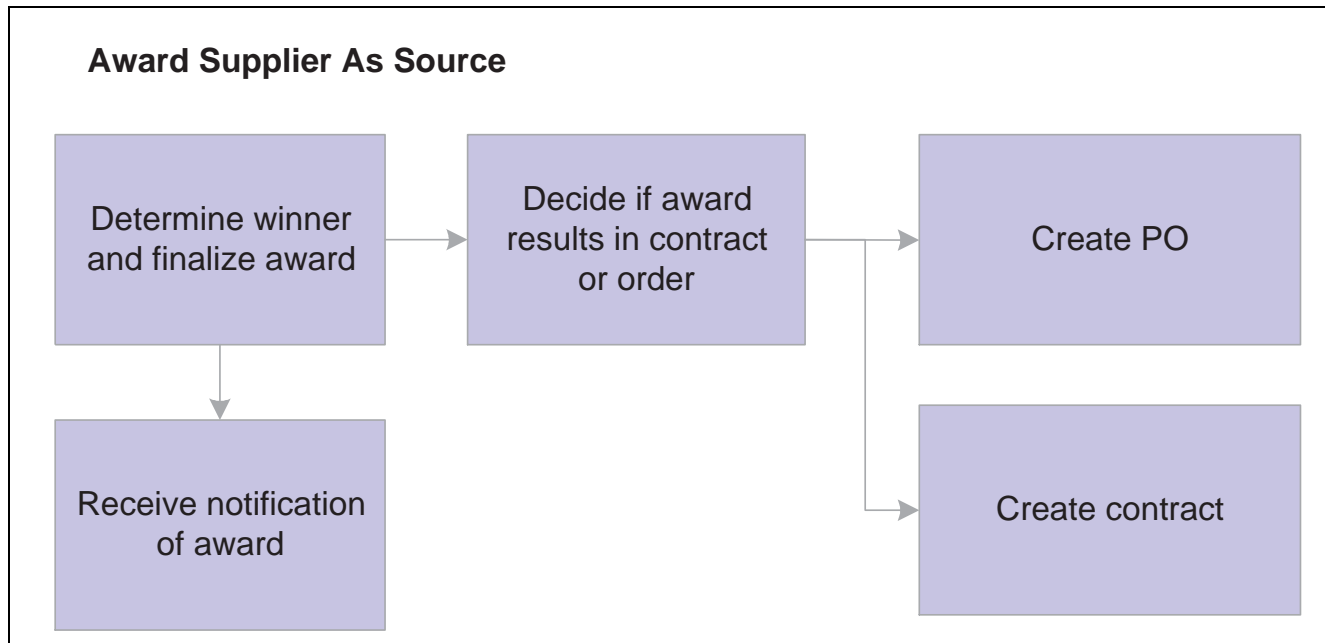 Award Supplier As Source
Determine winner
and finalize award
Decide if award
results in contract
or order
Create PO
Receive notification
of award
Create contract